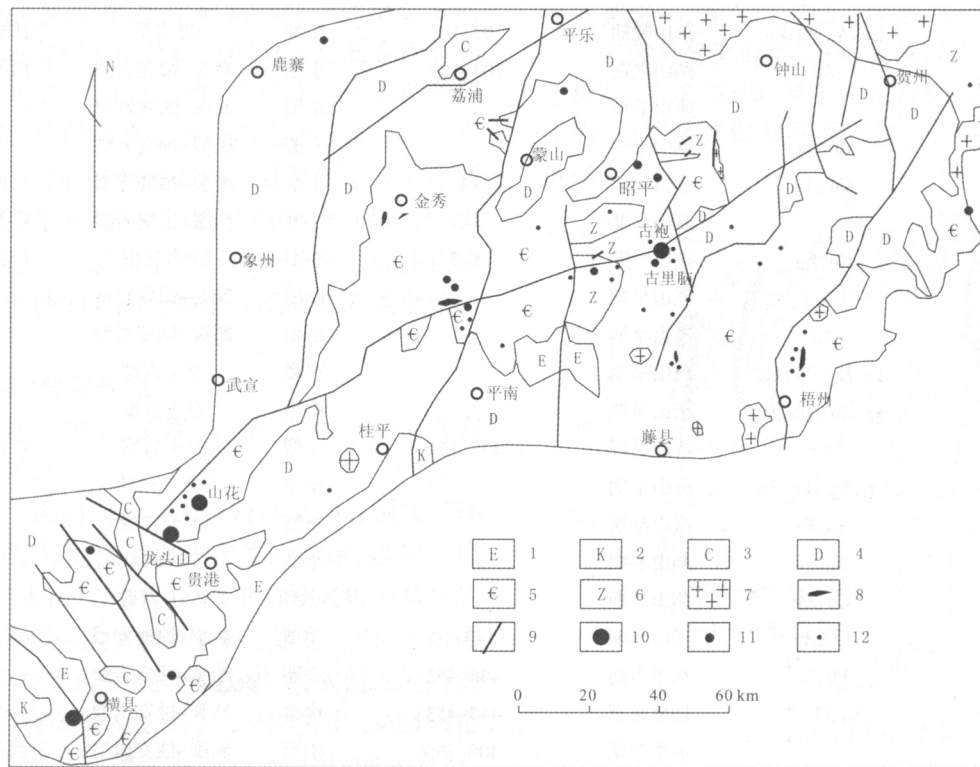 平乐
C
D
鹿寨
荔浦
钟山
贺州
Z
N
D
D
D
D
Є
蒙山
Z
昭平
Є
D
D
D
金秀
D
D
Є
Z
古袍
D
D
D
象州
Є
Z
古里脑
Є
Z
Є
Є
Є
Є
E
E
武宣
平南
梧州
D
桂平
Є
D
K
藤县
山花
C
D
C
龙头山
贵港
E
Є
Є
Є
C
Є
E
C
横县
K
Є
Є
E 1
K 2
C 3
D 4
Є 5
Z 6
7
8
9
10
11
12
0 20 40 60 km